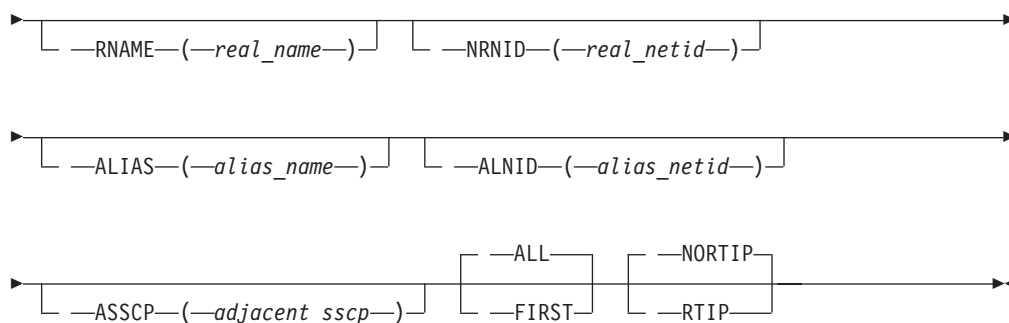 RNAME ( real_name ) NRNID ( real_netid )
ALIAS ( alias_name ) ALNID ( alias_netid )
ALL NORTIP
ASSCP ( adjacent sscp ) FIRST RTIP